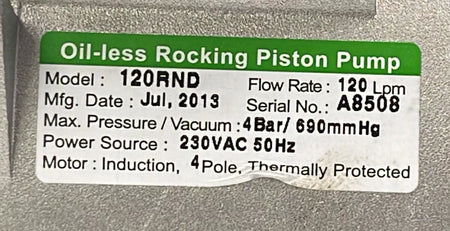 Oil-less Rocking Piston Pump
Model : 120RND Flow Rate : 120 Lpm
Mfg. Date : Jul, 2013 Serial No. : A8508
Max. Pressure / Vacuum : 4Bar/ 690mmHg
Power Source : 230VAC 50Hz
Motor : Induction, 4Pole, Thermally Protected